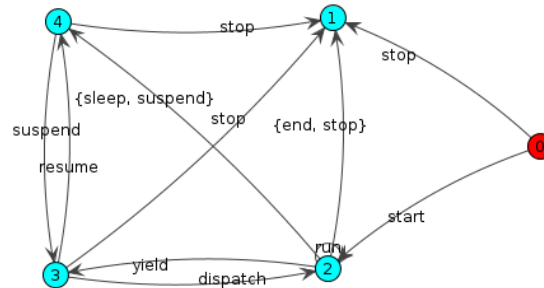 4
1
stop
stop
{sleep, suspend}
stop
{end, stop}
suspend
0
resume
start
run
yield
2
3
dispatch